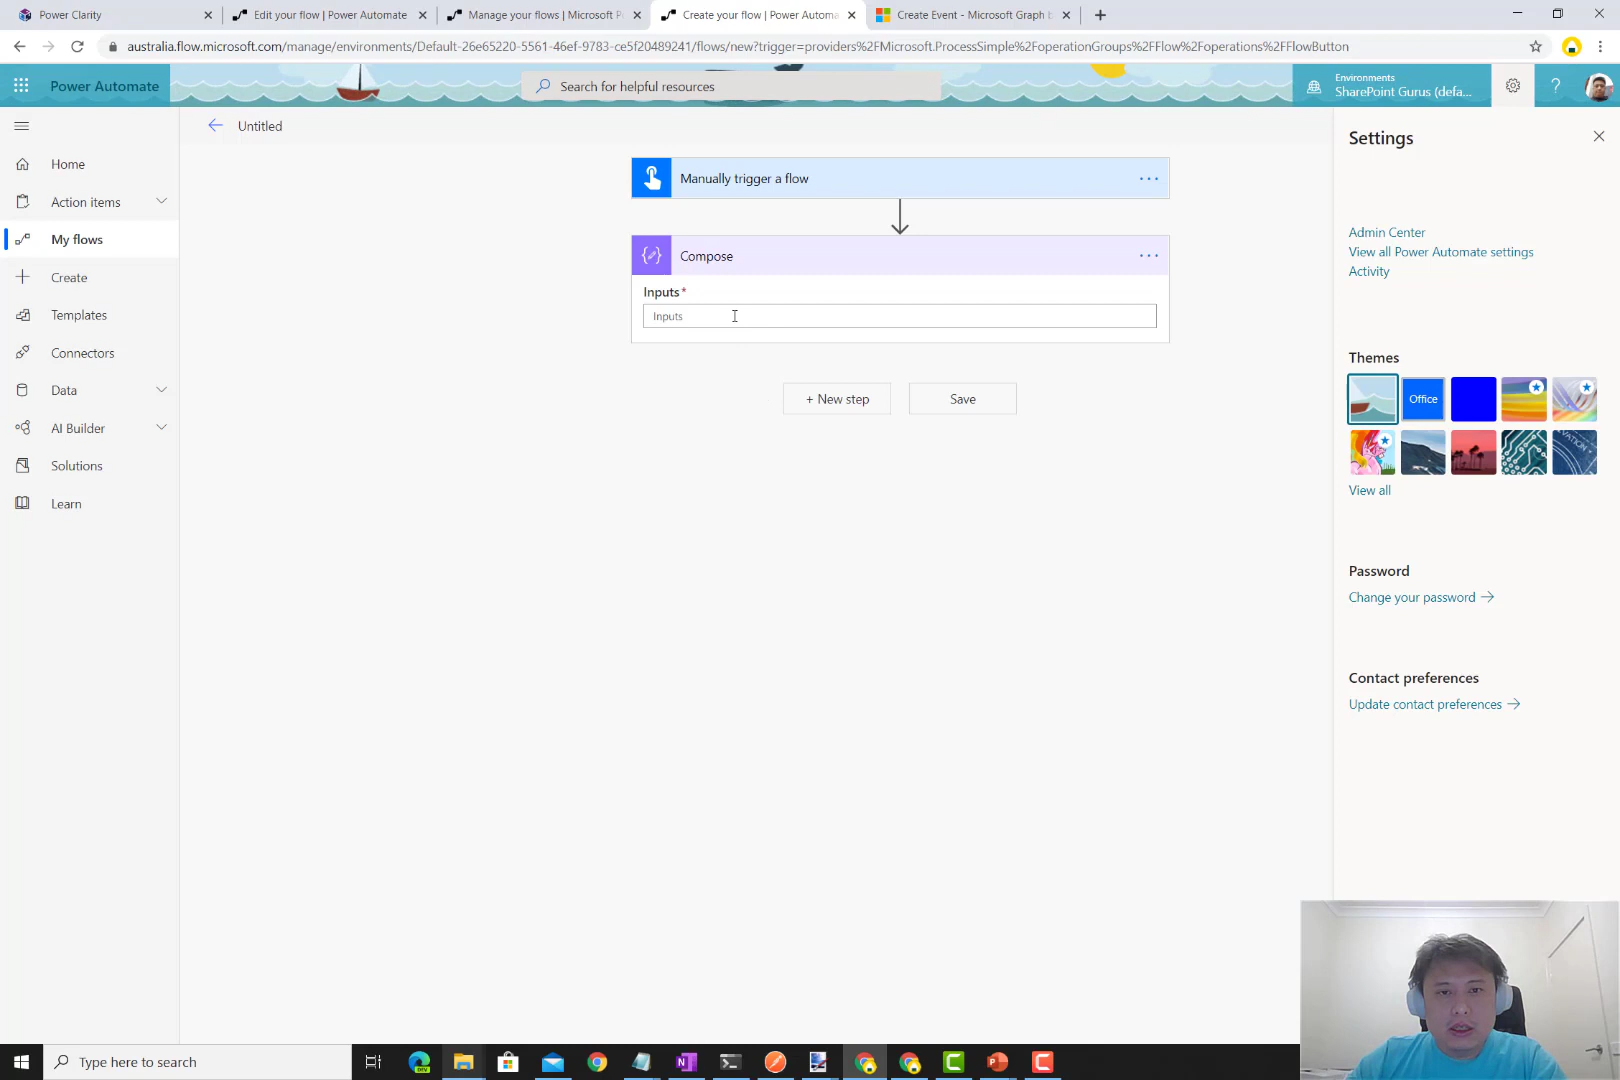 Power Clarity
Edit your flow | Power Automate
Manage your flows | Microsoft P
Create your flow | Power Automa
Create Event - Microsoft Graph b
australia.flow.microsoft.com/manage/environments/Default-26e65220-5561-46ef-9783-ce5f20489241/flows/new?trigger=providers%2FMicrosoft.ProcessSimple%2FoperationGroups%2FFlow%2Foperations%2FFlowButton
Power Automate
Search for helpful resources
Environments
SharePoint Gurus (defa...
Untitled
Home
Action items
My flows
Create
Templates
Connectors
Data
AI Builder
Solutions
Learn
Manually trigger a flow
Compose
Inputs *
Inputs
+ New step
Save
Settings
Admin Center
View all Power Automate settings
Activity
Themes
Office
View all
Password
Change your password
Contact preferences
Update contact preferences
Type here to search